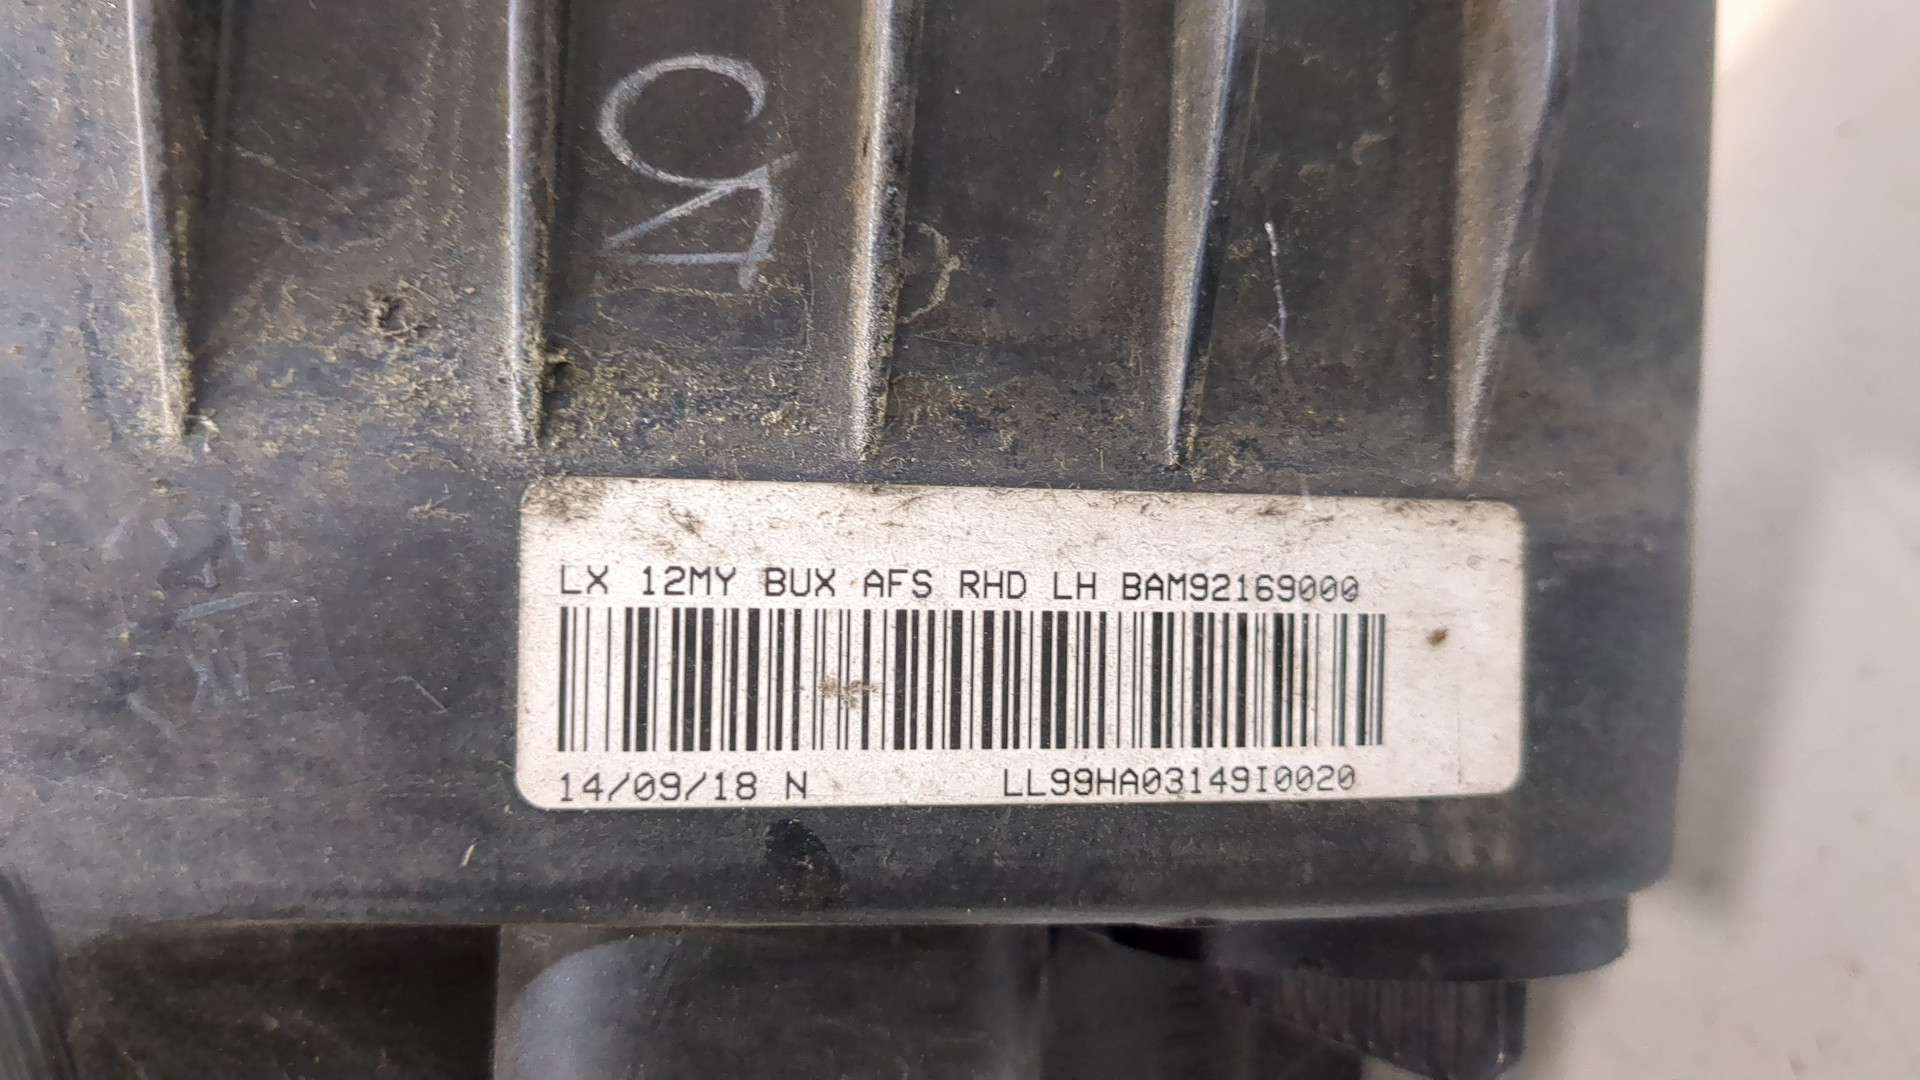 LX 12MY BUX AFS RHD LH BAM92169000
14/09/18 N LL99HA03149I0020